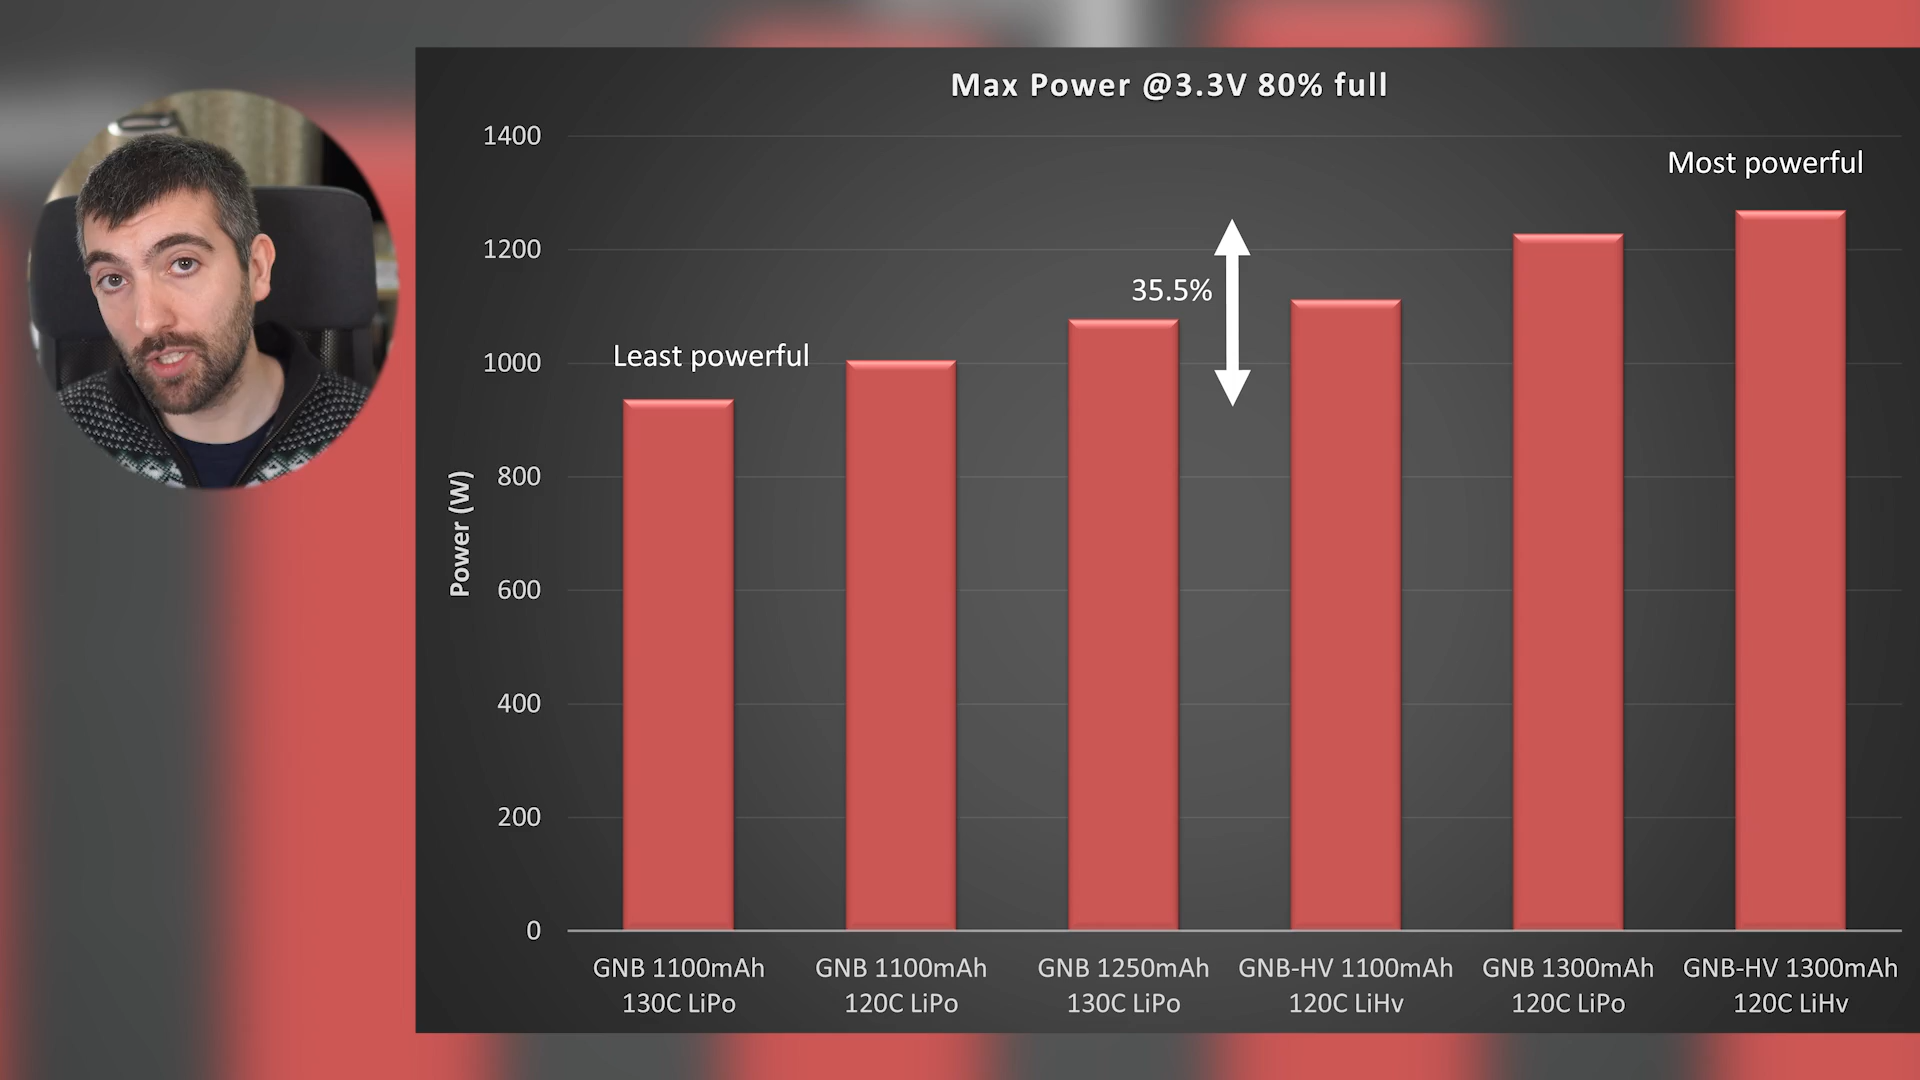 Max Power @3.3V 80% full
1400
1200
1000
800
600
400
200
0
Power (W)
Least powerful
35.5%
Most powerful
GNB 1100mAh
130C LiPo
GNB 1100mAh
120C LiPo
GNB 1250mAh
130C LiPo
GNB-HV 1100mAh
120C LiHv
GNB 1300mAh
120C LiPo
GNB-HV 1300mAh
120C LiHv